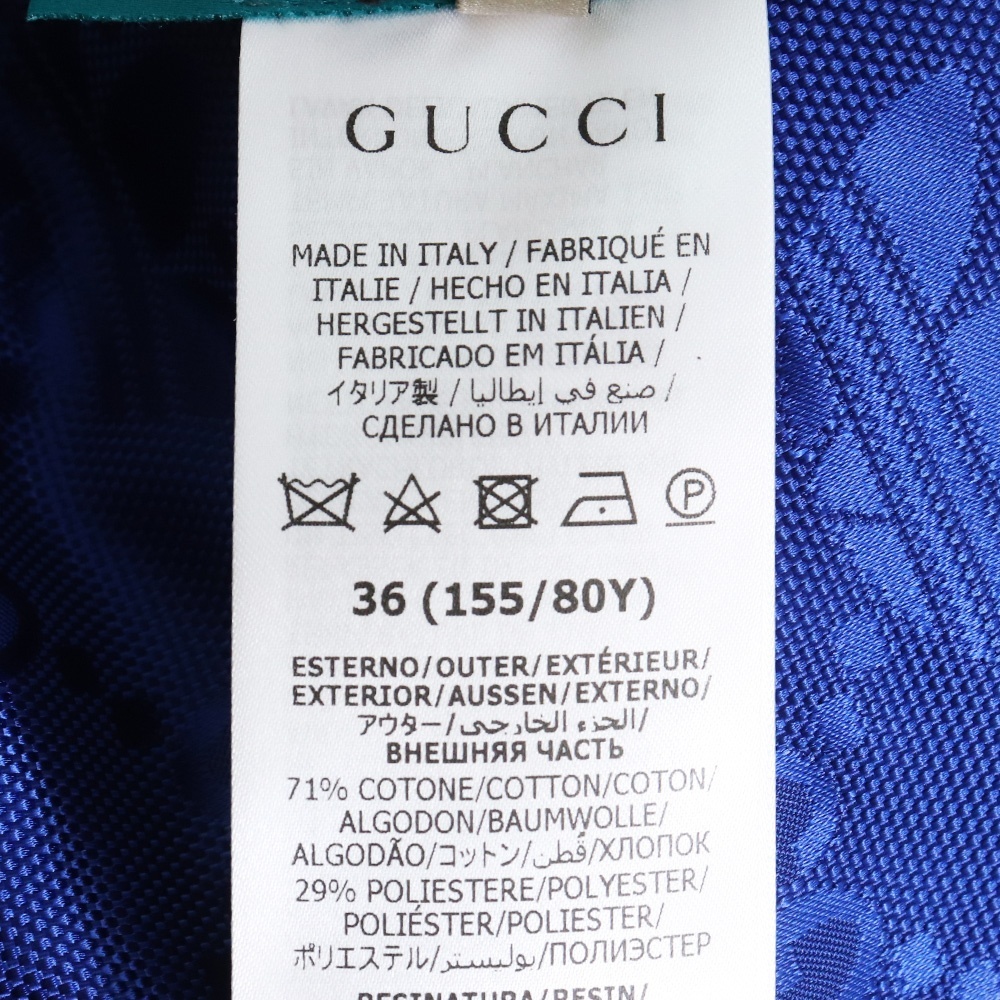 GUCCI
MADE IN ITALY / FABRIQUÉ EN
ITALIE / HECHO EN ITALIA /
HERGESTELLT IN ITALIEN /
FABRICADO EM ITÁLIA /
イタリア製 / صنع في إيطاليا /
СДЕЛАНО В ИТАЛИИ
P
36 (155/80Y)
ESTERNO/OUTER/EXTÉRIEUR/
EXTERIOR/AUSSEN/EXTERNO/
アウター/الجزء الخارجي/
ВНЕШНЯЯ ЧАСТЬ
71% COTONE/COTTON/COTON/
ALGODON/BAUMWOLLE/
ALGODÃO/コットン/قطن/ХЛОПОК
29% POLIESTERE/POLYESTER/
POLIÉSTER/POLIESTER/
ポリエステル/بوليستر/ПОЛИЭСТЕР
RESINATURA/RESIN/